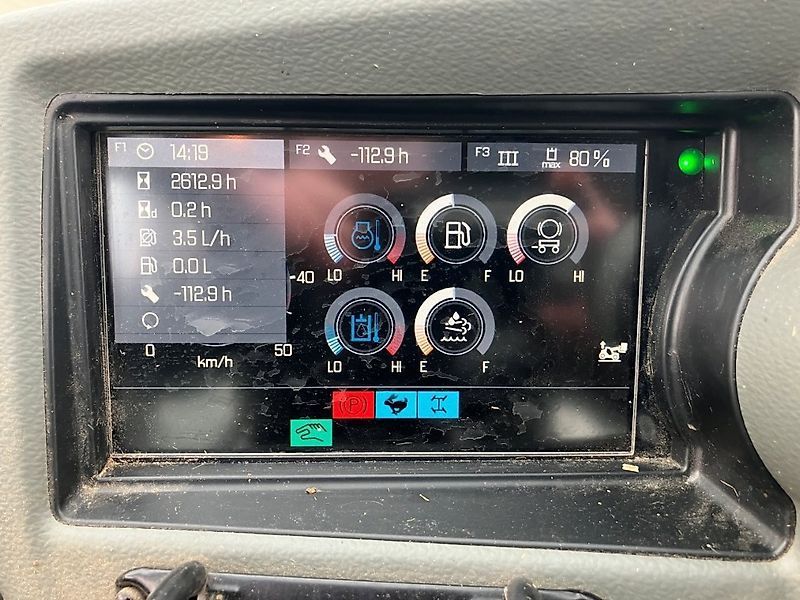 F1 14:19
F2 -112.9 h
F3 max 80%
2612.9 h
d 0.2 h
3.5 L/h
0.0 L
-112.9 h
-40
LO HI E F LO HI
LO HI E F
0 50
km/h
P